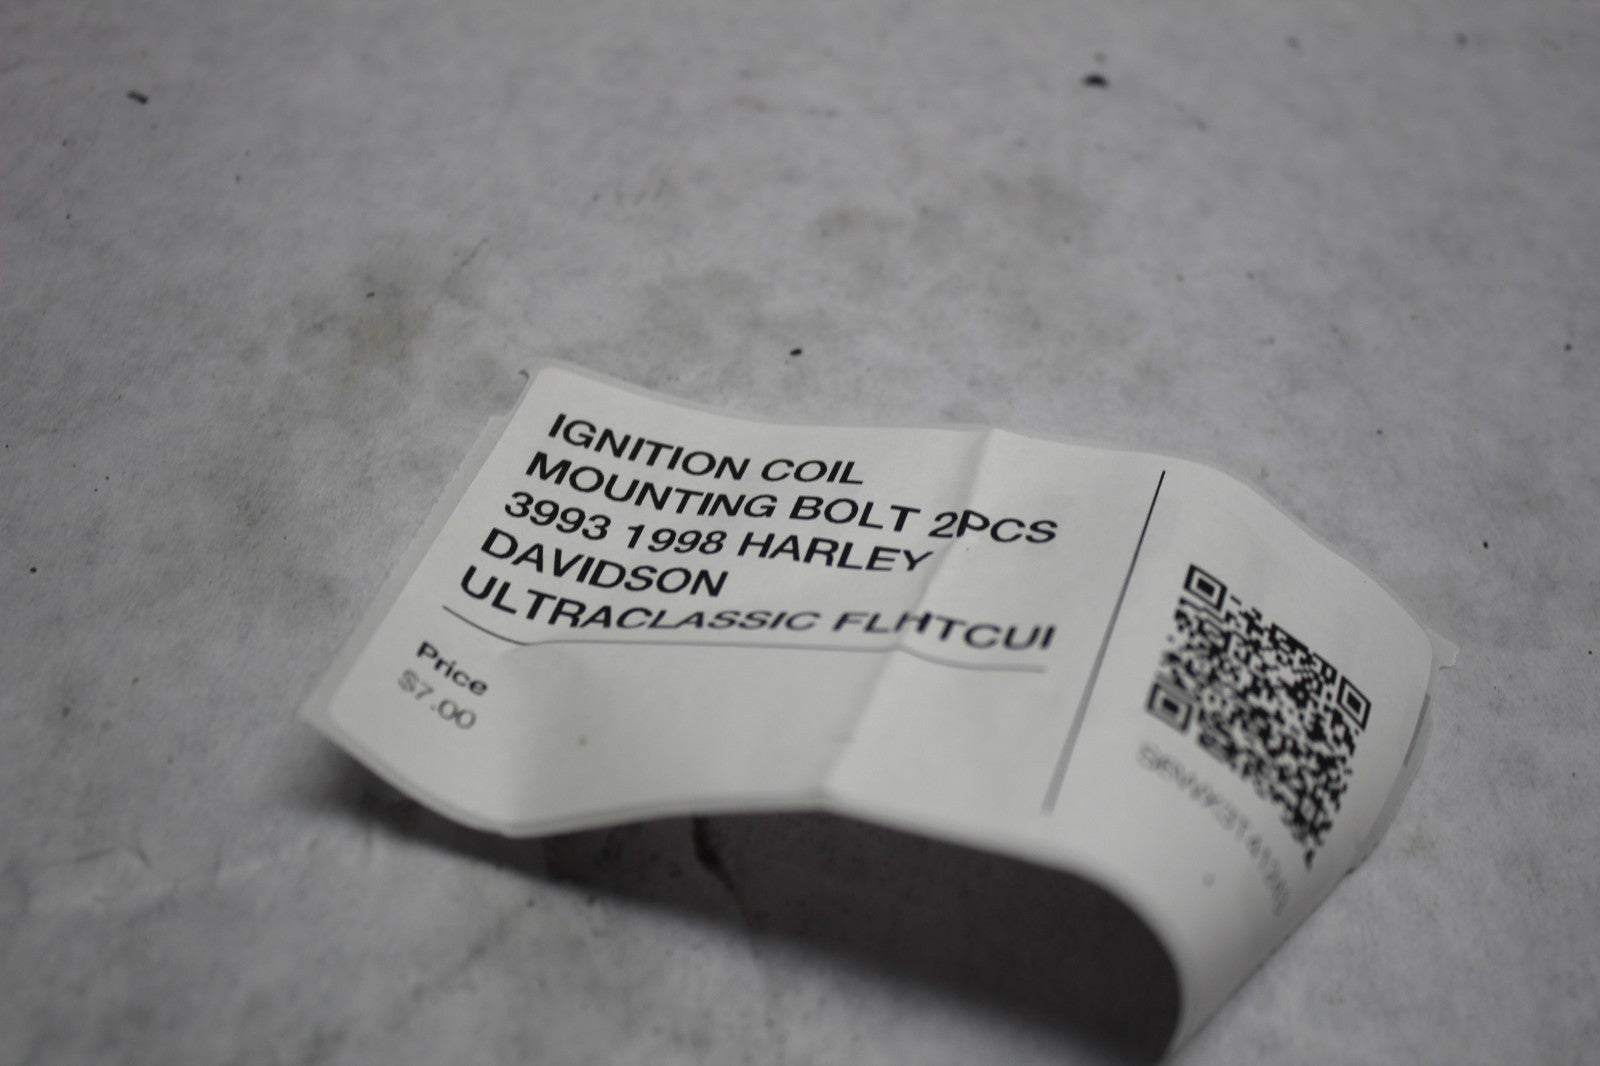 IGNITION COIL
MOUNTING BOLT 2PCS
3993 1998 HARLEY
DAVIDSON
ULTRACLASSIC FLHTCUI
Price
$7.00